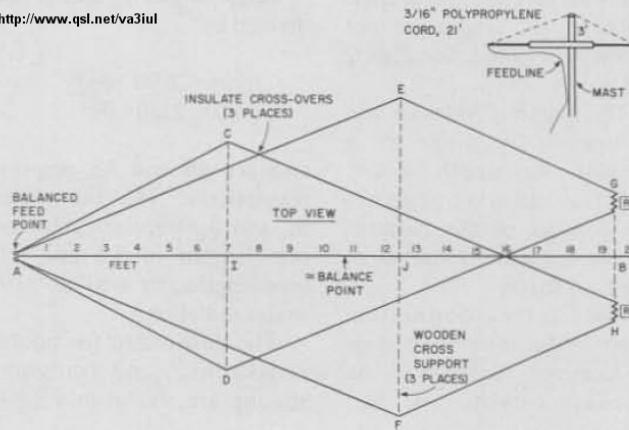 http://www.qsl.net/va3iul
3/16" POLYPROPYLENE
CORD, 21'
3'
FEEDLINE
MAST
INSULATE CROSS-OVERS
(3 PLACES)
E
C
G
BALANCED
FEED
POINT
R
TOP VIEW
1 2 3 4 5 6 7 8 9 10 11 12 13 14 15 16 17 18 19 2
A
FEET
I
J
B
≈ BALANCE
POINT
R
H
WOODEN
CROSS
SUPPORT
(3 PLACES)
D
F